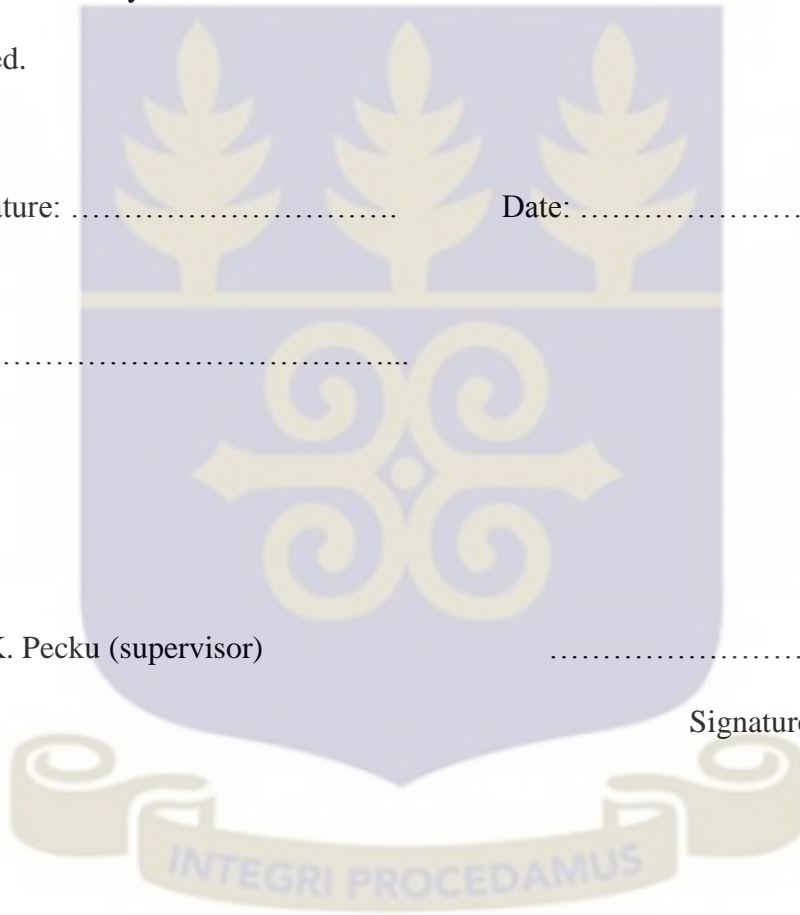 ed.
ature: …………………………. Date: …………………
…………………………………...
K. Pecku (supervisor) ……………………
Signature
INTEGRI PROCEDAMUS